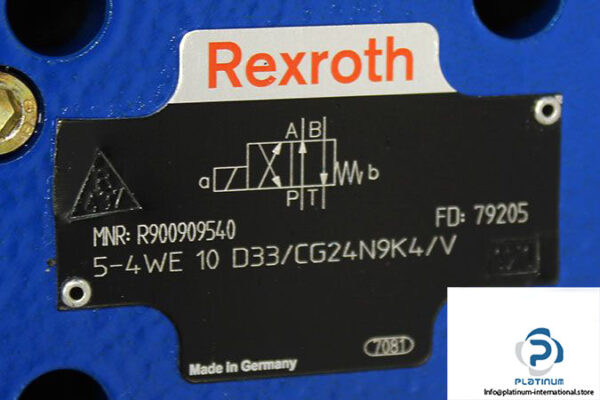 Rexroth
A B
a b
P T
MNR: R900909540
FD: 79205
5-4WE 10 D33/CG24N9K4/V
7081
Made in Germany
PLATINUM
Info@platinum-international.store